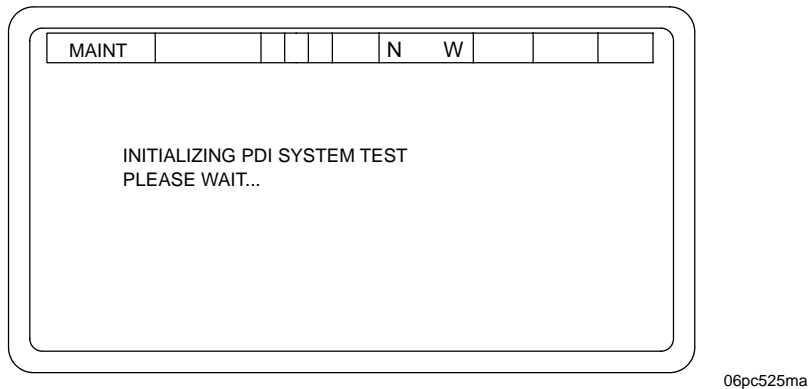 MAINT N W
INITIALIZING PDI SYSTEM TEST
PLEASE WAIT...
06pc525ma